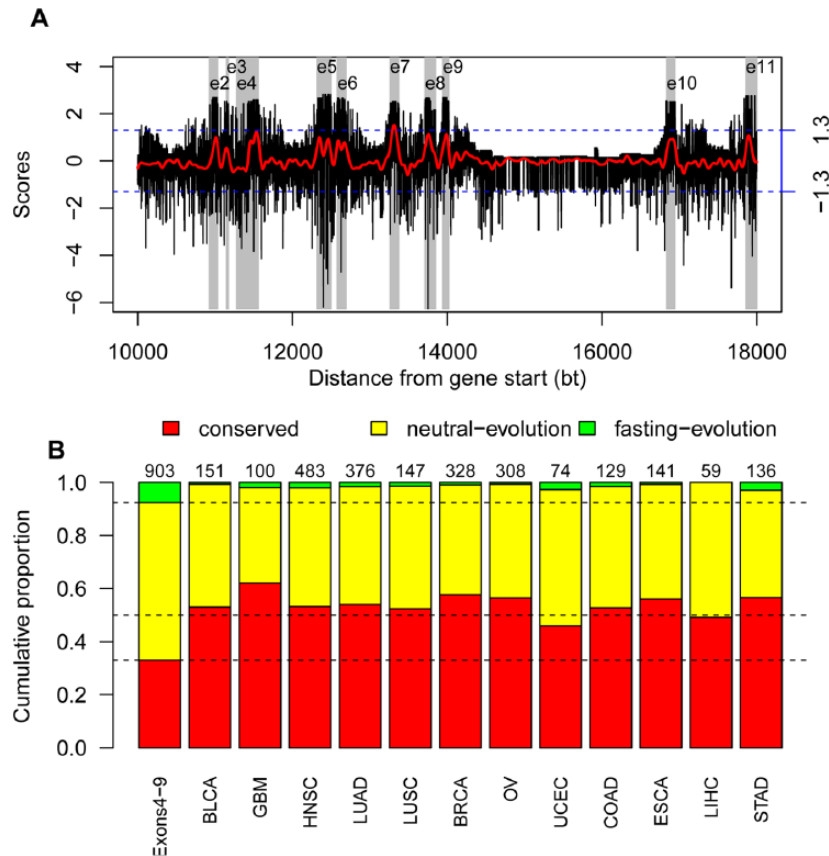 A
Scores
4
2
0
−2
−4
−6
e2
e3
e4
e5
e6
e7
e8
e9
e10
e11
1.3
−1.3
10000 12000 14000 16000 18000
Distance from gene start (bt)
B
conserved neutral−evolution fasting−evolution
903 151 100 483 376 147 328 308 74 129 141 59 136
Cumulative proportion
1.0
0.8
0.6
0.4
0.2
0.0
Exons4−9 BLCA GBM HNSC LUAD LUSC BRCA OV UCEC COAD ESCA LIHC STAD